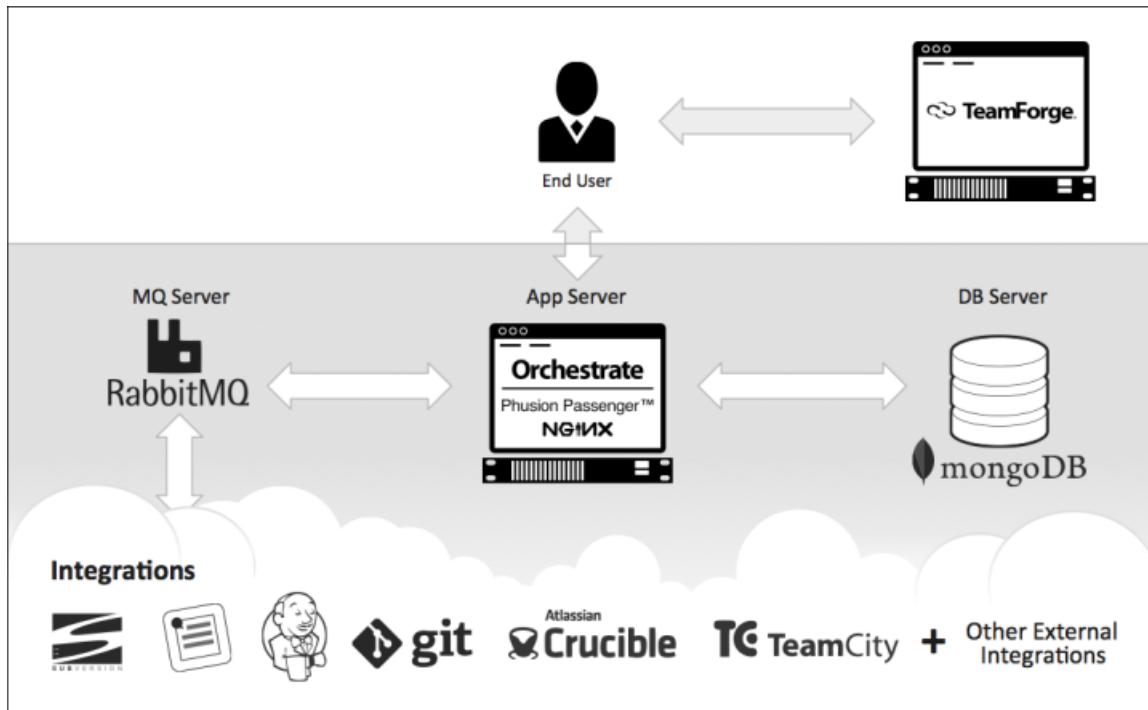 TeamForge.
End User
MQ Server
App Server
DB Server
RabbitMQ
Orchestrate
Phusion Passenger™
NGiNX
mongoDB
Integrations
SUBVERSION
git
Atlassian
Crucible
TC TeamCity
+
Other External
Integrations